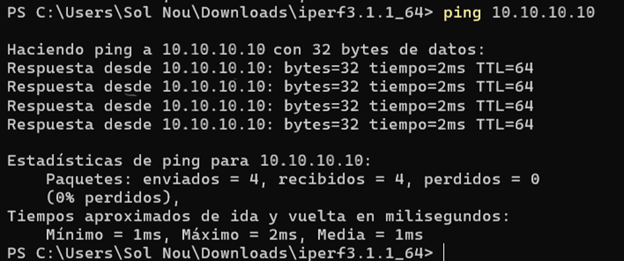 PS C:\Users\Sol Nou\Downloads\iperf3.1.1_64> ping 10.10.10.10
Haciendo ping a 10.10.10.10 con 32 bytes de datos:
Respuesta desde 10.10.10.10: bytes=32 tiempo=2ms TTL=64
Respuesta desde 10.10.10.10: bytes=32 tiempo=2ms TTL=64
Respuesta desde 10.10.10.10: bytes=32 tiempo=2ms TTL=64
Respuesta desde 10.10.10.10: bytes=32 tiempo=2ms TTL=64
Estadísticas de ping para 10.10.10.10:
Paquetes: enviados = 4, recibidos = 4, perdidos = 0
(0% perdidos),
Tiempos aproximados de ida y vuelta en milisegundos:
Mínimo = 1ms, Máximo = 2ms, Media = 1ms
PS C:\Users\Sol Nou\Downloads\iperf3.1.1_64>